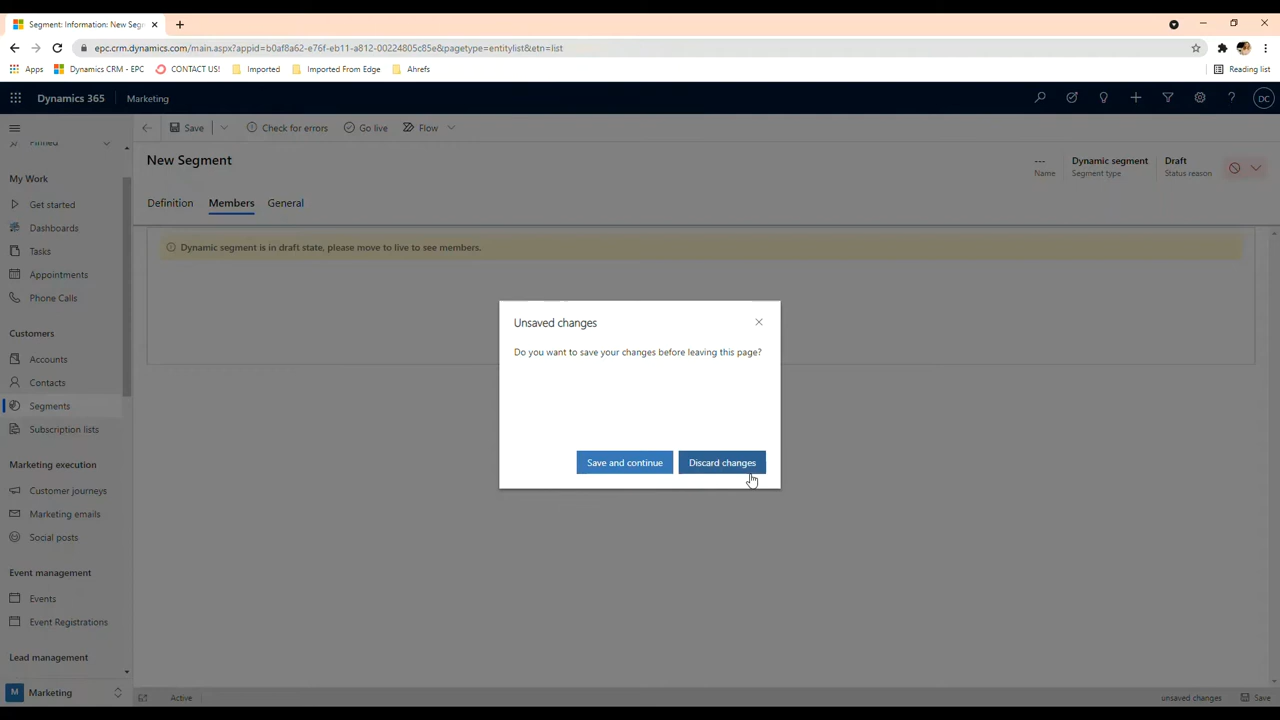 Segment: Information: New Seg
epc.crm.dynamics.com/main.aspx?appid=b0af8a62-e76f-eb11-a812-00224805c85e&pagetype=entitylist&etn=list
Apps
Dynamics CRM - EPC
CONTACT US!
Imported
Imported From Edge
Ahrefs
Reading list
Dynamics 365
Marketing
DC
Save
Check for errors
Go live
Flow
Pinned
New Segment
---
Name
Dynamic segment
Segment type
Draft
Status reason
Definition
Members
General
Dynamic segment is in draft state, please move to live to see members.
My Work
Get started
Dashboards
Tasks
Appointments
Phone Calls
Customers
Accounts
Contacts
Segments
Subscription lists
Marketing execution
Customer journeys
Marketing emails
Social posts
Event management
Events
Event Registrations
Lead management
M
Marketing
Unsaved changes
Do you want to save your changes before leaving this page?
Save and continue
Discard changes
Active
unsaved changes
Save